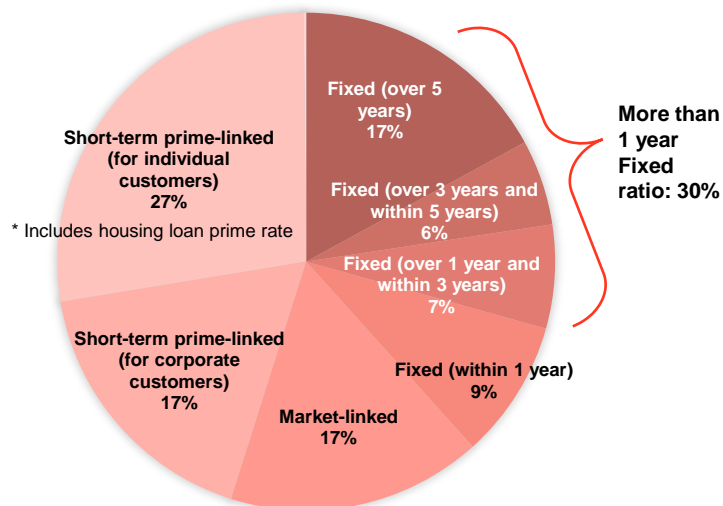 Fixed (over 5
years)
17%
More than
1 year
Fixed
ratio: 30%
Short-term prime-linked
(for individual
customers)
27%
* Includes housing loan prime rate
Fixed (over 3 years and
within 5 years)
6%
Fixed (over 1 year and
within 3 years)
7%
Short-term prime-linked
(for corporate
customers)
17%
Fixed (within 1 year)
9%
Market-linked
17%